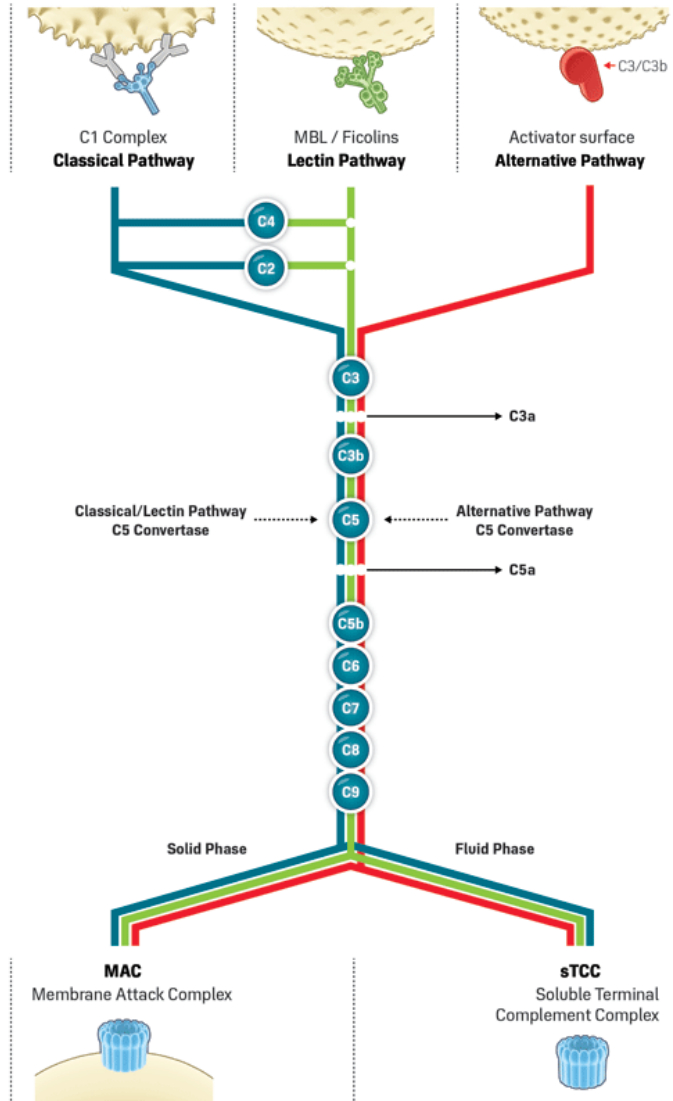 C3/C3b
C1 Complex
Classical Pathway
MBL / Ficolins
Lectin Pathway
Activator surface
Alternative Pathway
C4
C2
C3
C3a
C3b
Classical/Lectin Pathway
C5 Convertase
C5
Alternative Pathway
C5 Convertase
C5a
C5b
C6
C7
C8
C9
Solid Phase
Fluid Phase
MAC
Membrane Attack Complex
sTCC
Soluble Terminal
Complement Complex